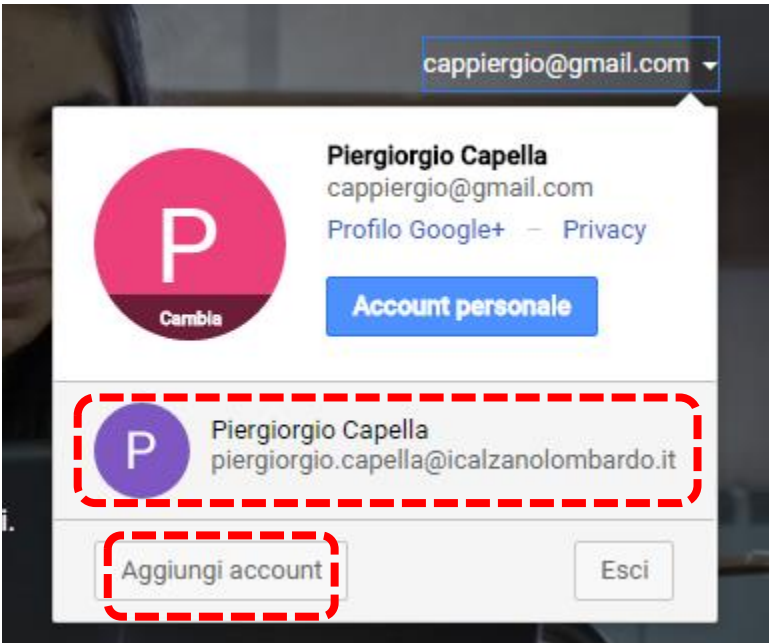 cappiergio@gmail.com
Piergiorgio Capella
cappiergio@gmail.com
Profilo Google+ – Privacy
P
Cambia
Account personale
P
Piergiorgio Capella
piergiorgio.capella@icalzanolombardo.it
i.
Aggiungi account
Esci